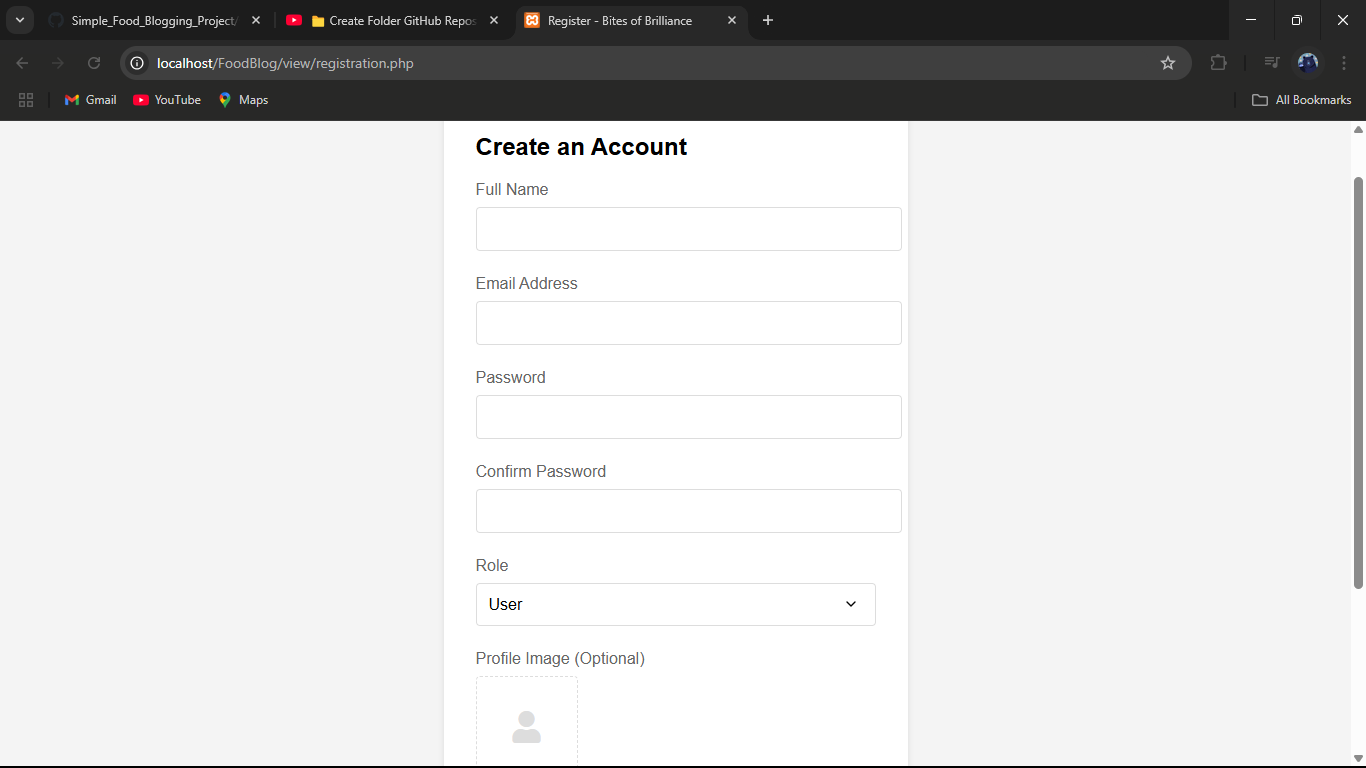 Simple_Food_Blogging_Project/
Create Folder GitHub Repos
Register - Bites of Brilliance
localhost/FoodBlog/view/registration.php
Gmail
YouTube
Maps
All Bookmarks
Create an Account
Full Name
Email Address
Password
Confirm Password
Role
User
Profile Image (Optional)